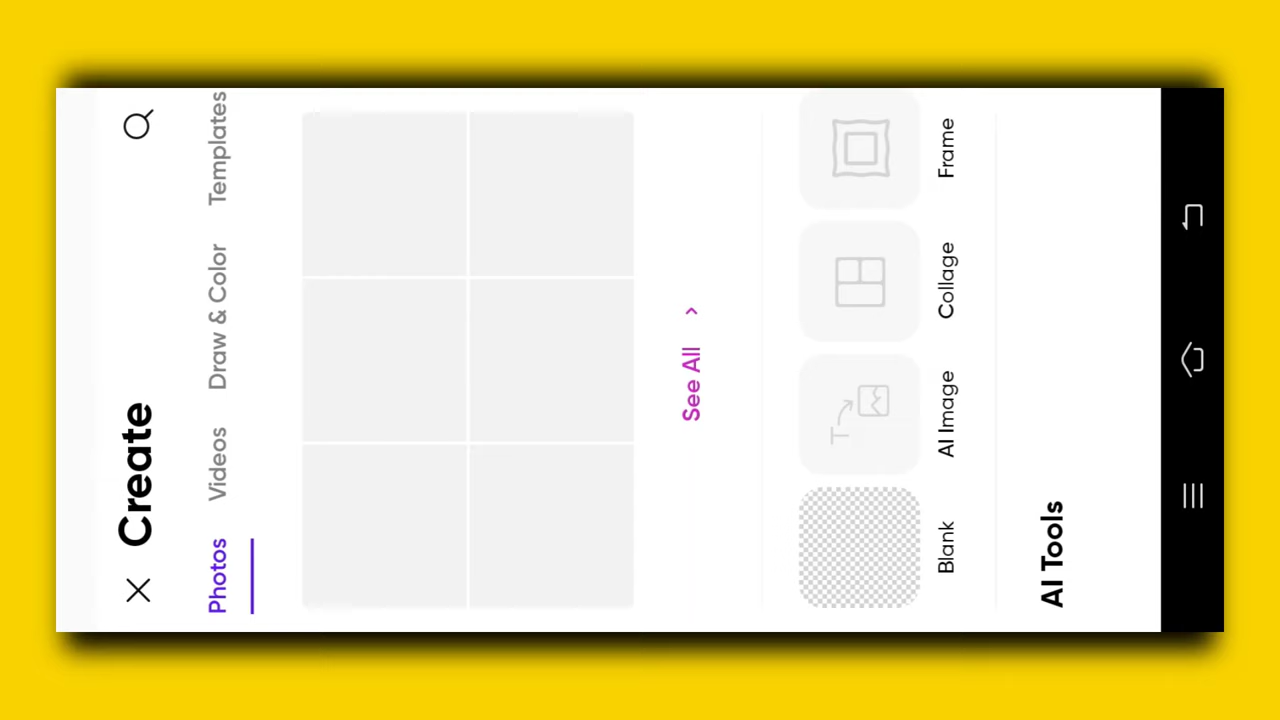 Create
Photos Videos Draw & Color Templates
See All
Blank AI Image Collage Frame
AI Tools